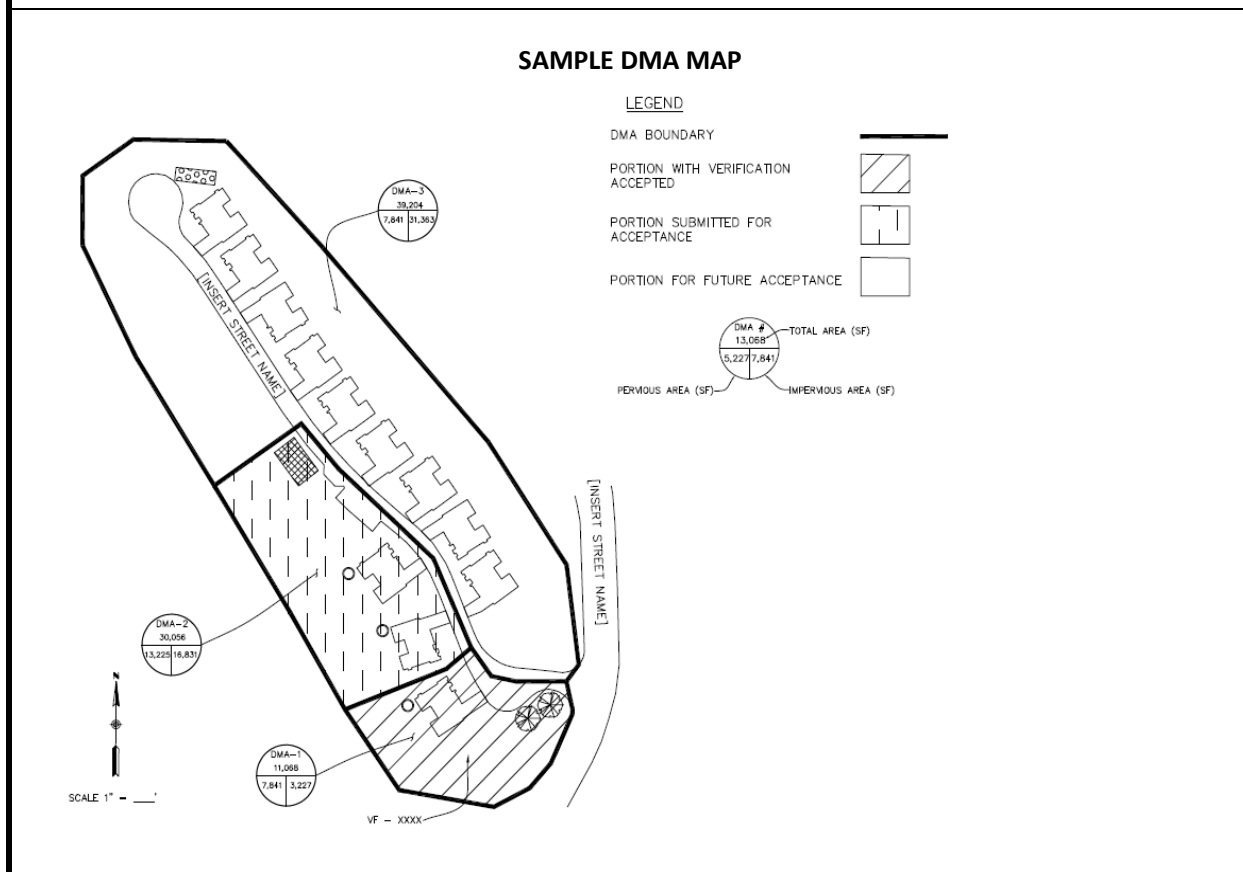 SAMPLE DMA MAP
LEGEND
DMA BOUNDARY
PORTION WITH VERIFICATION
ACCEPTED
PORTION SUBMITTED FOR
ACCEPTANCE
PORTION FOR FUTURE ACCEPTANCE
DMA #
13,068
5,227 7,841
TOTAL AREA (SF)
PERVIOUS AREA (SF)
IMPERVIOUS AREA (SF)
DMA-3
39,204
7,841 31,363
[INSERT STREET NAME]
[INSERT STREET NAME]
DMA-2
30,056
13,225 16,831
N
DMA-1
11,068
7,841 3,227
SCALE 1" - ___'
VF - XXXX